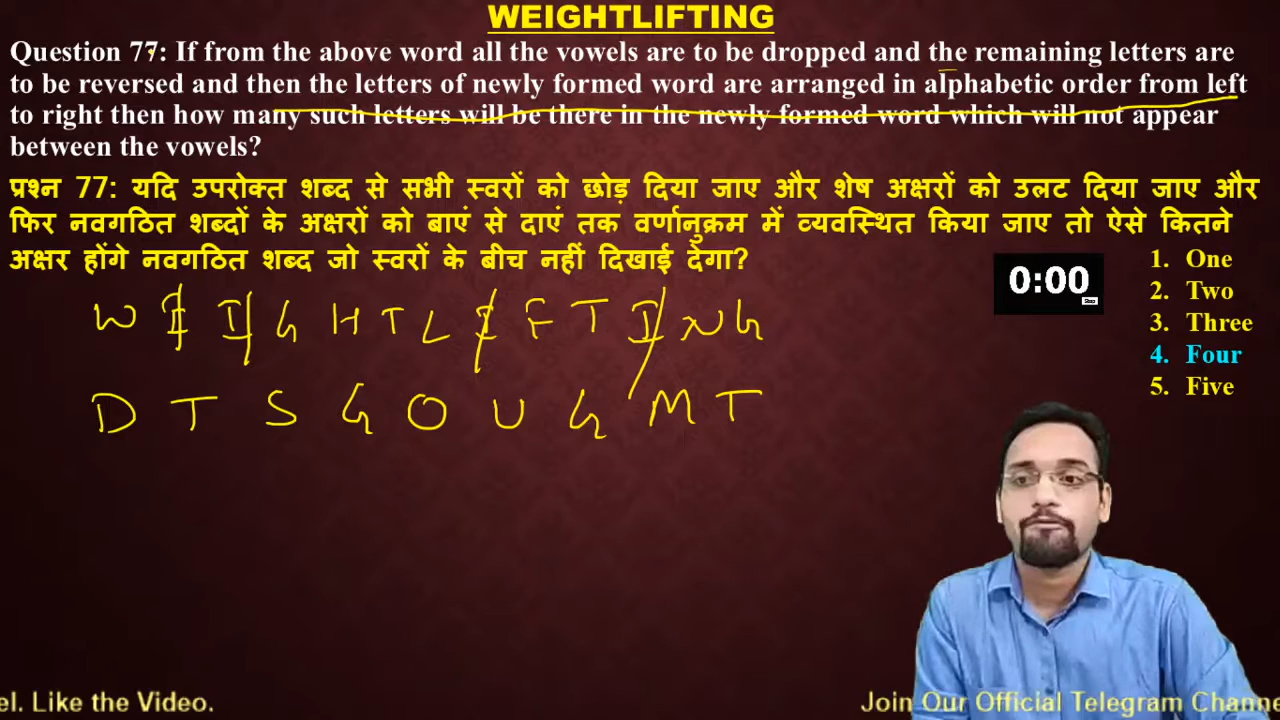 WEIGHTLIFTING
Question 77: If from the above word all the vowels are to be dropped and the remaining letters are
to be reversed and then the letters of newly formed word are arranged in alphabetic order from left
to right then how many such letters will be there in the newly formed word which will not appear
between the vowels?
प्रश्न 77: यदि उपरोक्त शब्द से सभी स्वरों को छोड़ दिया जाए और शेष अक्षरों को उलट दिया जाए और
फिर नवगठित शब्दों के अक्षरों को बाएं से दाएं तक वर्णानुक्रम में व्यवस्थित किया जाए तो ऐसे कितने
अक्षर होंगे नवगठित शब्द जो स्वरों के बीच नहीं दिखाई देगा?
0:00
Stop
1. One
2. Two
3. Three
4. Four
5. Five
W E I G H T L I F T I N G
D T S G O U G M T
el. Like the Video.
Join Our Official Telegram Channe